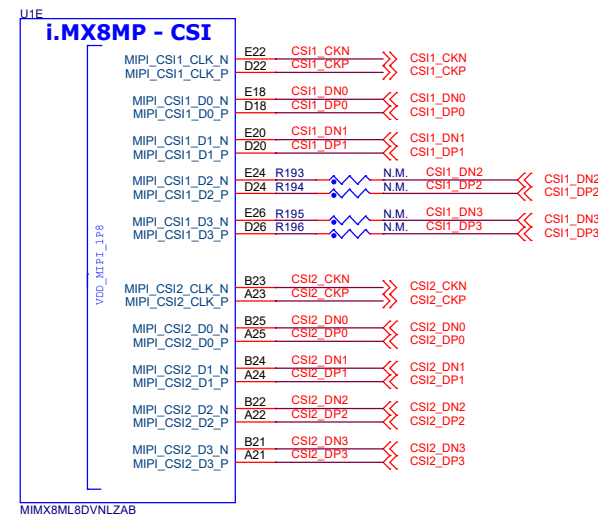 U1E
i.MX8MP - CSI
VDD_MIPI_1P8
MIPI_CSI1_CLK_N E22 CSI1_CKN CSI1_CKN
MIPI_CSI1_CLK_P D22 CSI1_CKP CSI1_CKP
MIPI_CSI1_D0_N E18 CSI1_DN0 CSI1_DN0
MIPI_CSI1_D0_P D18 CSI1_DP0 CSI1_DP0
MIPI_CSI1_D1_N E20 CSI1_DN1 CSI1_DN1
MIPI_CSI1_D1_P D20 CSI1_DP1 CSI1_DP1
MIPI_CSI1_D2_N E24 R193 N.M. CSI1_DN2 CSI1_DN2
MIPI_CSI1_D2_P D24 R194 N.M. CSI1_DP2 CSI1_DP2
MIPI_CSI1_D3_N E26 R195 N.M. CSI1_DN3 CSI1_DN3
MIPI_CSI1_D3_P D26 R196 N.M. CSI1_DP3 CSI1_DP3
MIPI_CSI2_CLK_N B23 CSI2_CKN CSI2_CKN
MIPI_CSI2_CLK_P A23 CSI2_CKP CSI2_CKP
MIPI_CSI2_D0_N B25 CSI2_DN0 CSI2_DN0
MIPI_CSI2_D0_P A25 CSI2_DP0 CSI2_DP0
MIPI_CSI2_D1_N B24 CSI2_DN1 CSI2_DN1
MIPI_CSI2_D1_P A24 CSI2_DP1 CSI2_DP1
MIPI_CSI2_D2_N B22 CSI2_DN2 CSI2_DN2
MIPI_CSI2_D2_P A22 CSI2_DP2 CSI2_DP2
MIPI_CSI2_D3_N B21 CSI2_DN3 CSI2_DN3
MIPI_CSI2_D3_P A21 CSI2_DP3 CSI2_DP3
MIMX8ML8DVNLZAB